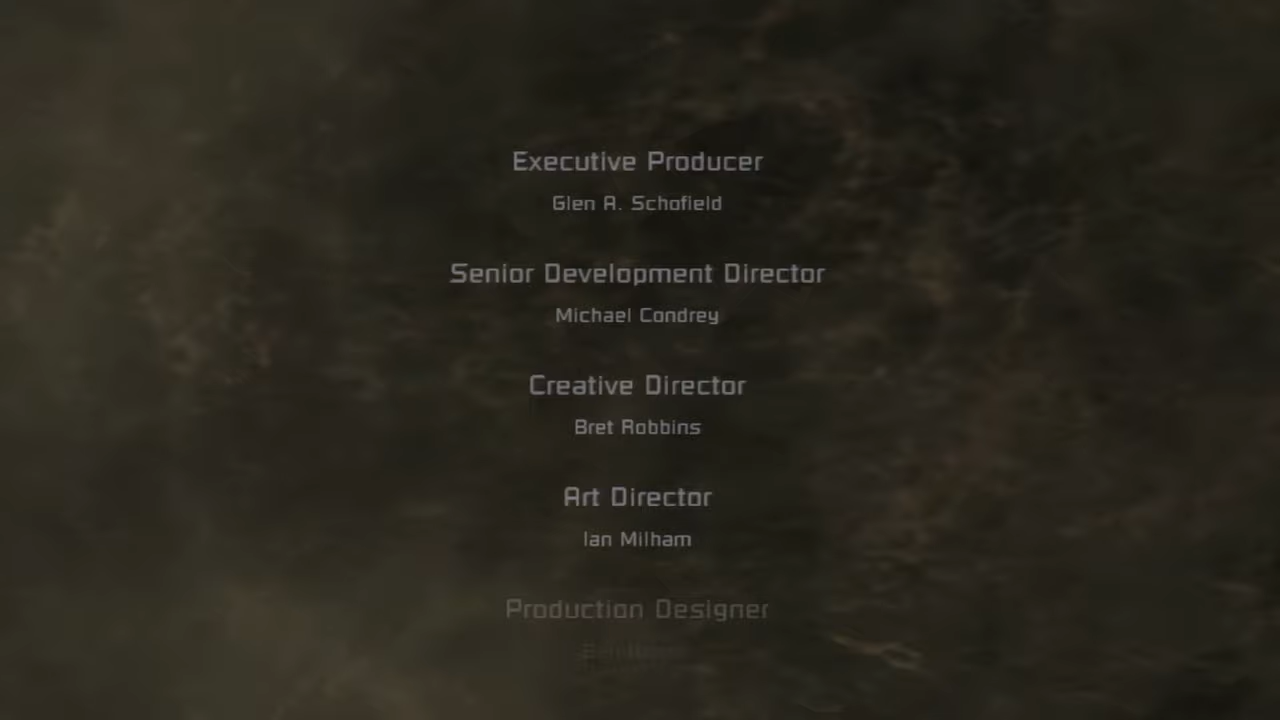 Executive Producer
Glen A. Schofield
Senior Development Director
Michael Condrey
Creative Director
Bret Robbins
Art Director
Ian Milham
Production Designer